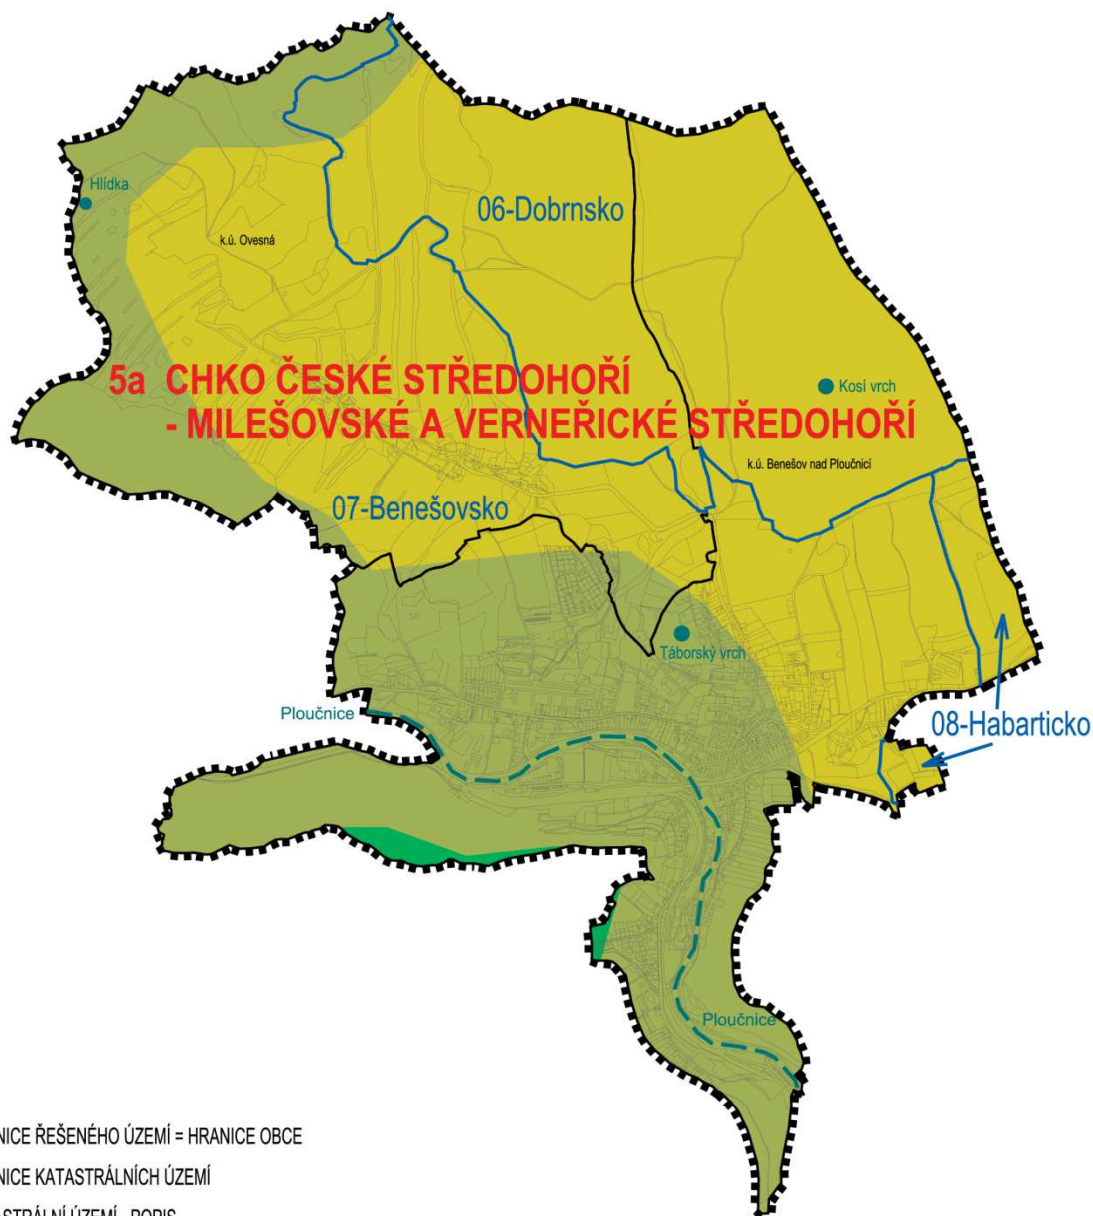 Hlídka
06-Dobrnsko
k.ú. Ovesná
5a CHKO ČESKÉ STŘEDOHOŘÍ
- MILEŠOVSKÉ A VERNEŘICKÉ STŘEDOHOŘÍ
Kosí vrch
k.ú. Benešov nad Ploučnicí
07-Benešovsko
Táborský vrch
Ploučnice
08-Habarticko
Ploučnice
NICE ŘEŠENÉHO ÚZEMÍ = HRANICE OBCE
NICE KATASTRÁLNÍCH ÚZEMÍ